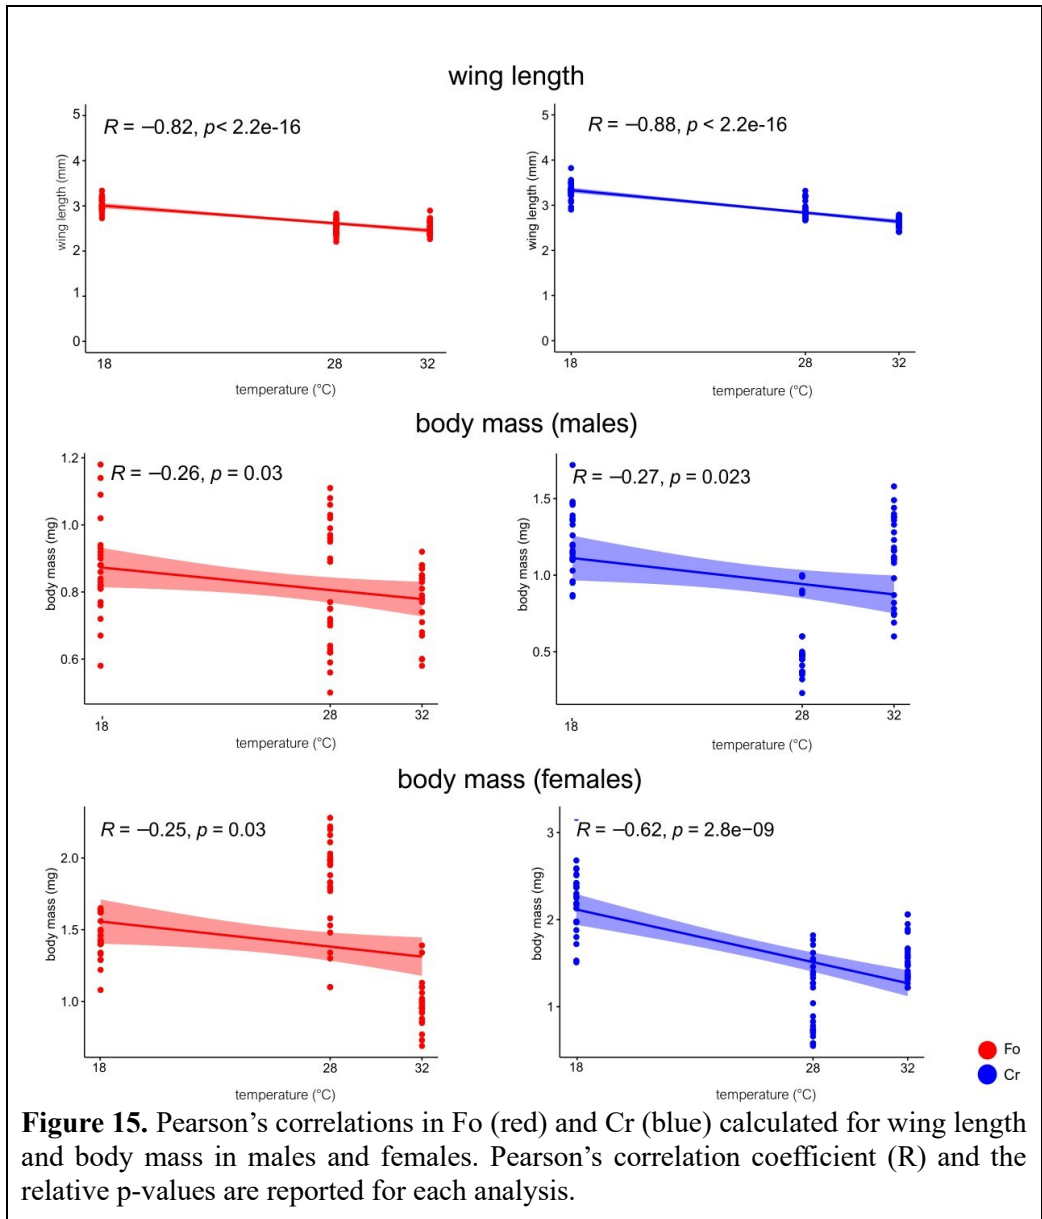 wing length
R = −0.82, p< 2.2e-16
R = −0.88, p < 2.2e-16
5
4
3
2
1
0
wing length (mm)
18
28
32
temperature (°C)
5
4
3
2
1
0
wing length (mm)
18
28
32
temperature (°C)
body mass (males)
R = −0.26, p = 0.03
R = −0.27, p = 0.023
1.2
1.0
0.8
0.6
body mass (mg)
18
28
32
temperature (°C)
1.5
1.0
0.5
body mass (mg)
18
28
32
temperature (°C)
body mass (females)
R = −0.25, p = 0.03
R = −0.62, p = 2.8e−09
2.0
1.5
1.0
body mass (mg)
18
28
32
temperature (°C)
3
2
1
body mass (mg)
18
28
32
temperature (°C)
Fo
Cr
Figure 15. Pearson’s correlations in Fo (red) and Cr (blue) calculated for wing length
and body mass in males and females. Pearson’s correlation coefficient (R) and the
relative p-values are reported for each analysis.